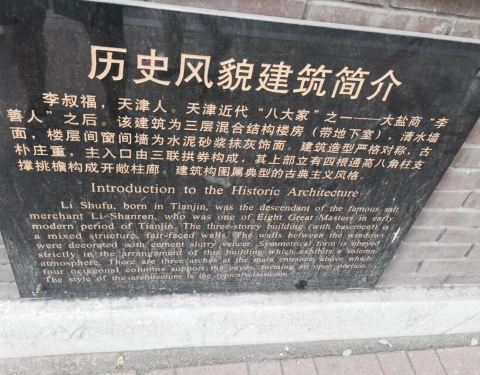 历史风貌建筑简介
李叔福，天津人。天津近代“八大家”之一——大盐商“李
善人”之后。该建筑为三层混合结构楼房（带地下室），清水墙
面，楼层间窗间墙为水泥砂浆抹灰饰面。建筑造型严格对称，古
朴庄重。主入口由三联拱券构成，其上部立有四根通高八角柱支
撑挑檐构成开敞柱廊。建筑构图属典型的古典主义风格。
Introduction to the Historic Architecture
Li Shufu, born in Tianjin, was the descendant of the famous salt
merchant Li Shanren, who was one of Eight Great Masters in early
modern period of Tianjin. The three-storey building (with basement) is
a mixed structure, fair-faced walls. The walls between the windows
were decorated with cement slurry veneer. Symmetrical form is obeyed
strictly in the arrangement of this building which exhibits a solemn
atmosphere. There are three arches at the main entrance, above which
four octagonal columns support the eaves, forming an open portico.
The style of the architecture is the typical classicism.